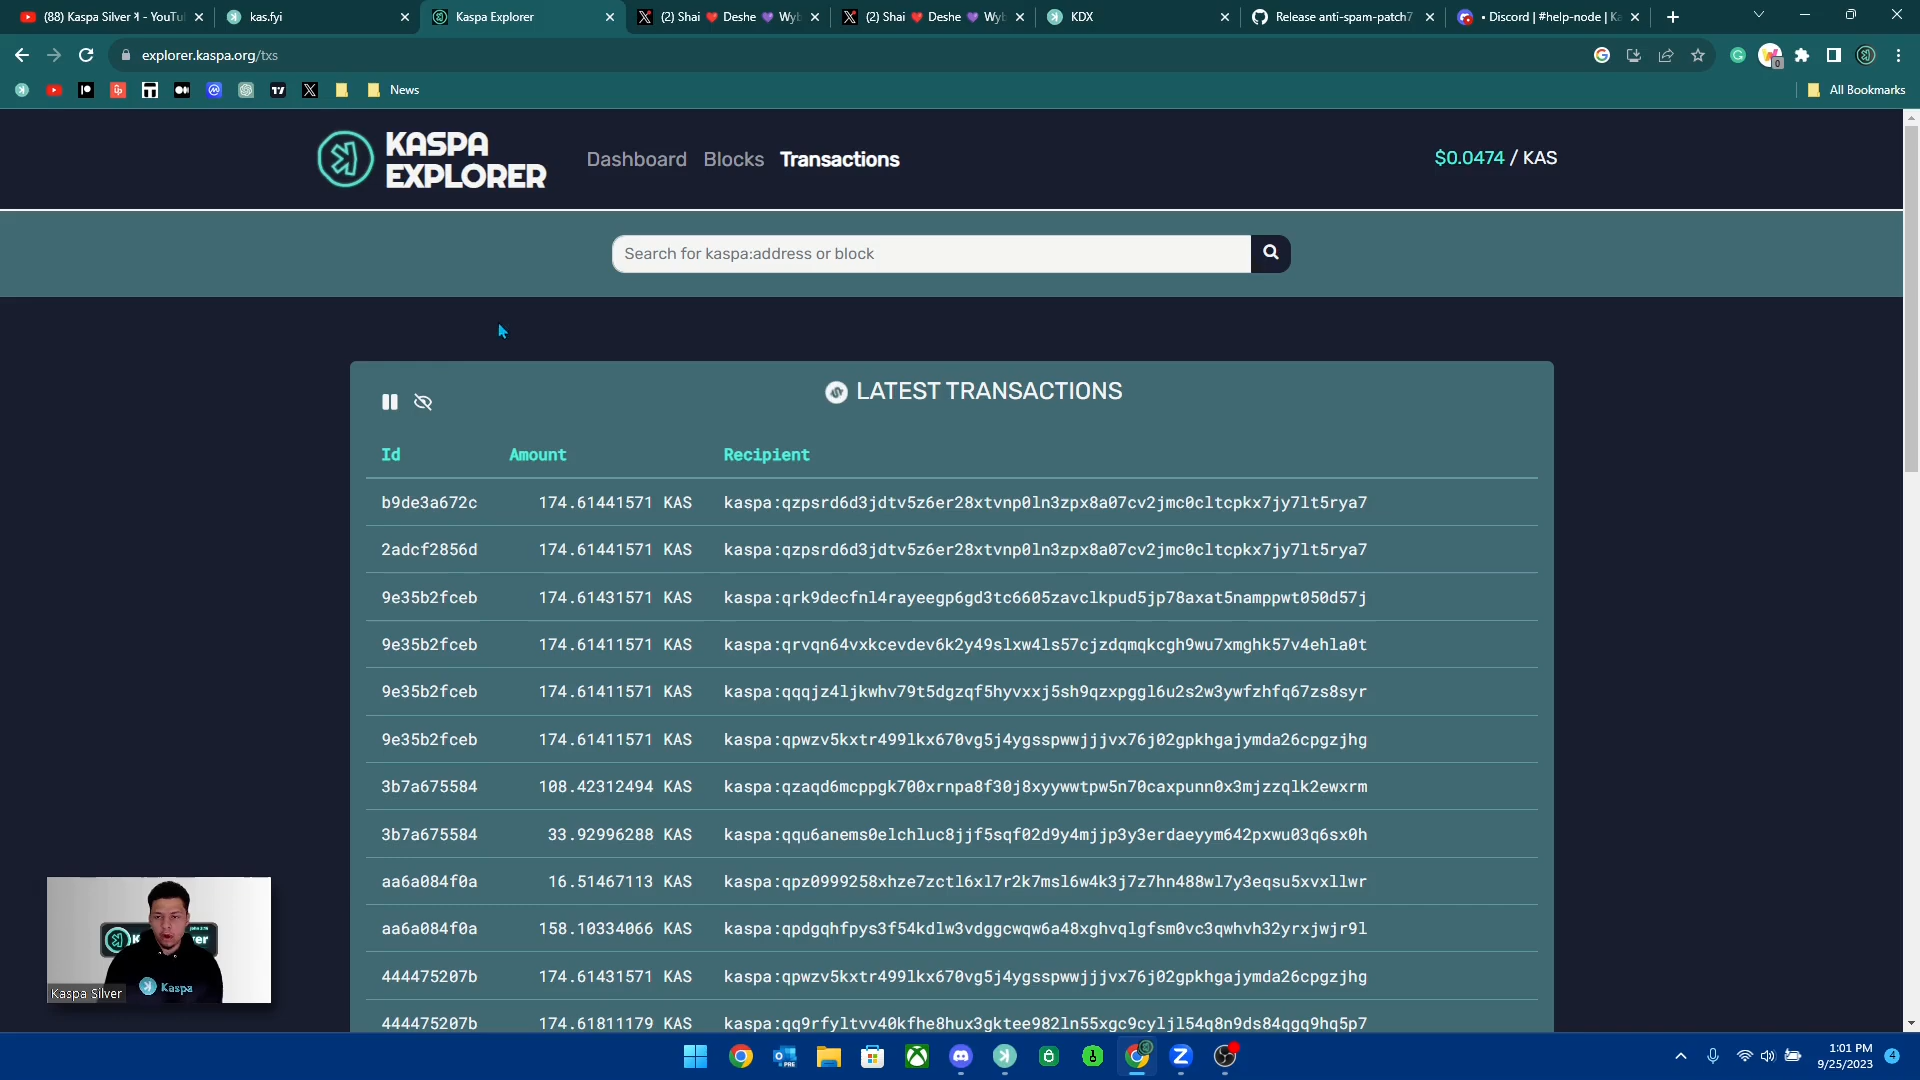 (88) Kaspa Silver
kas.fyi
Kaspa Explorer
(2) Shai ❤️ Deshe 💜 Wyb
(2) Shai ❤️ Deshe 💜 Wyb
KDX
Release anti-spam-patch7
• Discord | #help-node |
explorer.kaspa.org/txs
0
News
All Bookmarks
KASPA
EXPLORER
Dashboard
Blocks
Transactions
$0.0474 / KAS
Search for kaspa:address or block
LATEST TRANSACTIONS
Id Amount Recipient
b9de3a672c 174.61441571 KAS kaspa:qzpsrd6d3jdtv5z6er28xtvnp0ln3zpx8a07cv2jmc0cltcpkx7jy7lt5rya7
2adcf2856d 174.61441571 KAS kaspa:qzpsrd6d3jdtv5z6er28xtvnp0ln3zpx8a07cv2jmc0cltcpkx7jy7lt5rya7
9e35b2fceb 174.61431571 KAS kaspa:qrk9decfnl4rayeegp6gd3tc6605zavclkpud5jp78axat5namppwt050d57j
9e35b2fceb 174.61411571 KAS kaspa:qrvqn64vxkcevdev6k2y49slxw4ls57cjzdqmqkcgh9wu7xmghk57v4ehla0t
9e35b2fceb 174.61411571 KAS kaspa:qqqjz4ljkwhv79t5dgzqf5hyvxxj5sh9qzxpggl6u2s2w3ywfzhfq67zs8syr
9e35b2fceb 174.61411571 KAS kaspa:qpwzv5kxtr499lkx670vg5j4ygsspwwjjjvx76j02gpkhgajymda26cpgzjhg
3b7a675584 108.42312494 KAS kaspa:qzaqd6mcppgk700xrnpa8f30j8xyywwtpw5n70caxpunn0x3mjzzqlk2ewxrm
3b7a675584 33.92996288 KAS kaspa:qqu6anems0elchluc8jjf5sqf02d9y4mjjp3y3erdaeyym642pxwu03q6sx0h
aa6a084f0a 16.51467113 KAS kaspa:qpz0999258xhze7zctl6xl7r2k7msl6w4k3j7z7hn488wl7y3eqsu5xvxllwr
aa6a084f0a 158.10334066 KAS kaspa:qpdgqhfpys3f54kdlw3vdggcwqw6a48xghvqlgfsm0vc3qwhvh32yrxjwjr9l
444475207b 174.61431571 KAS kaspa:qpwzv5kxtr499lkx670vg5j4ygsspwwjjjvx76j02gpkhgajymda26cpgzjhg
444475207b 174.61811179 KAS kaspa:qq9rfyltvv40kfhe8hux3gktee982ln55xgc9cyljl54q8n9ds84qgq9hq5p7
Kaspa
Kaspa Silver
1:01 PM
9/25/2023
4